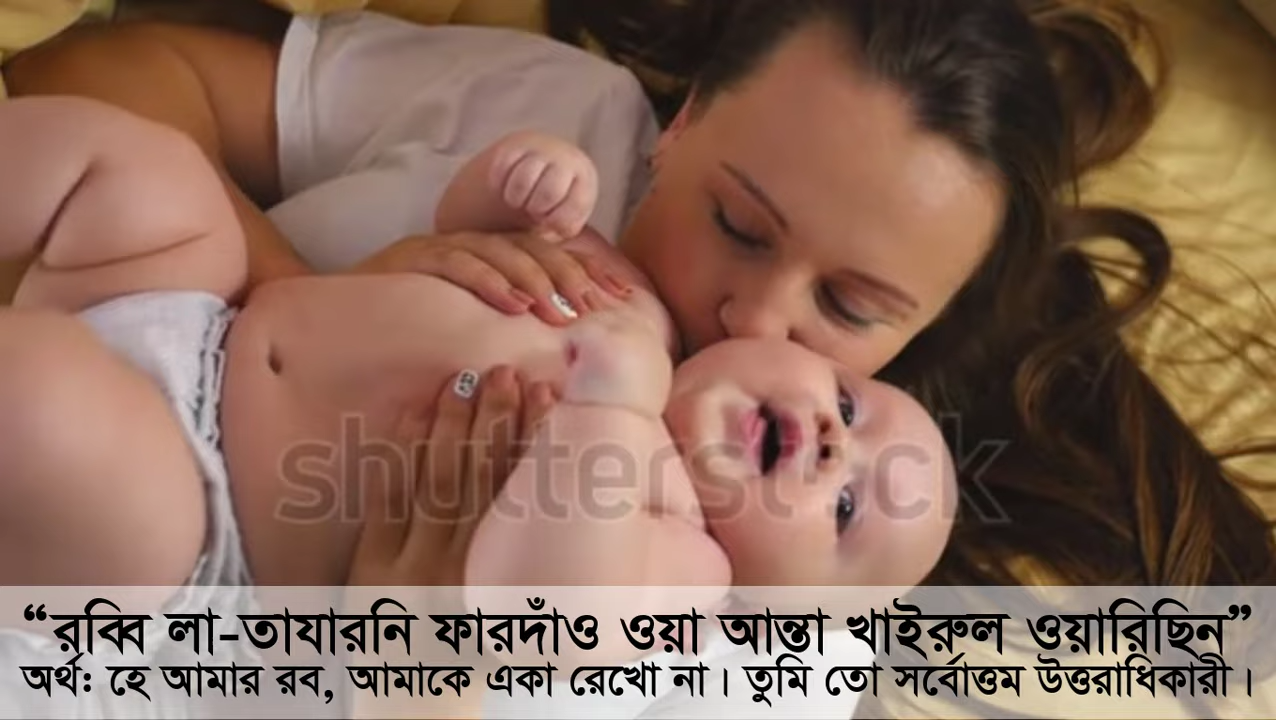 shutterstock
“রব্বি লা-তাযারনি ফারদাঁও ওয়া আন্তা খাইরুল ওয়ারিছিন”
অর্থ: হে আমার রব, আমাকে একা রেখো না। তুমি তো সর্বোত্তম উত্তরাধিকারী।